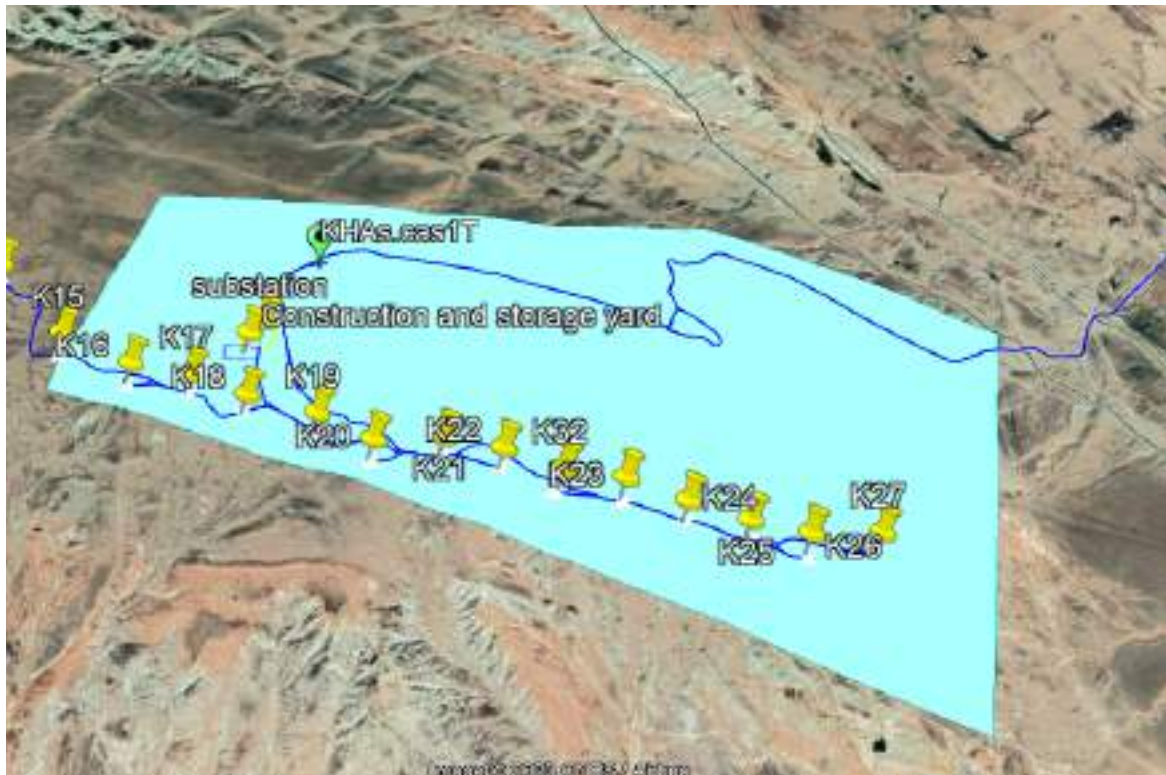 KHAs.cas1T
substation
Construction and storage yard
K15
K16
K17
K18
K19
K20
K21
K22
K32
K23
K24
K25
K26
K27